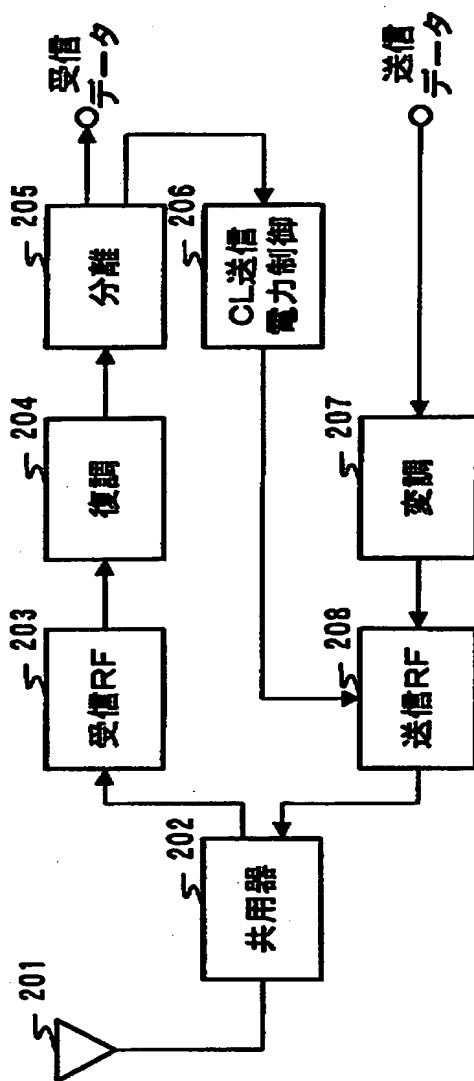 201
202
共用器
203
受信RF
204
復調
205
分離
受信
データ
206
CL送信
電力制御
207
変調
208
送信RF
送信
データ